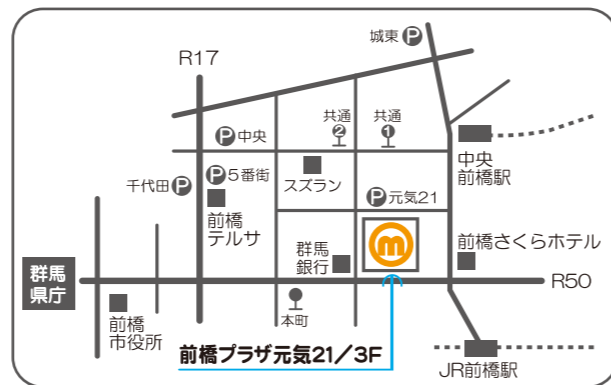 城東 P
R17
共通
2
共通
1
P 中央
中央
前橋駅
千代田 P
P 5番街
スズラン
前橋
テルサ
P 元気21
m
群馬
銀行
前橋さくらホテル
群馬
県庁
R50
前橋
市役所
本町
前橋プラザ元気21／3F
JR前橋駅